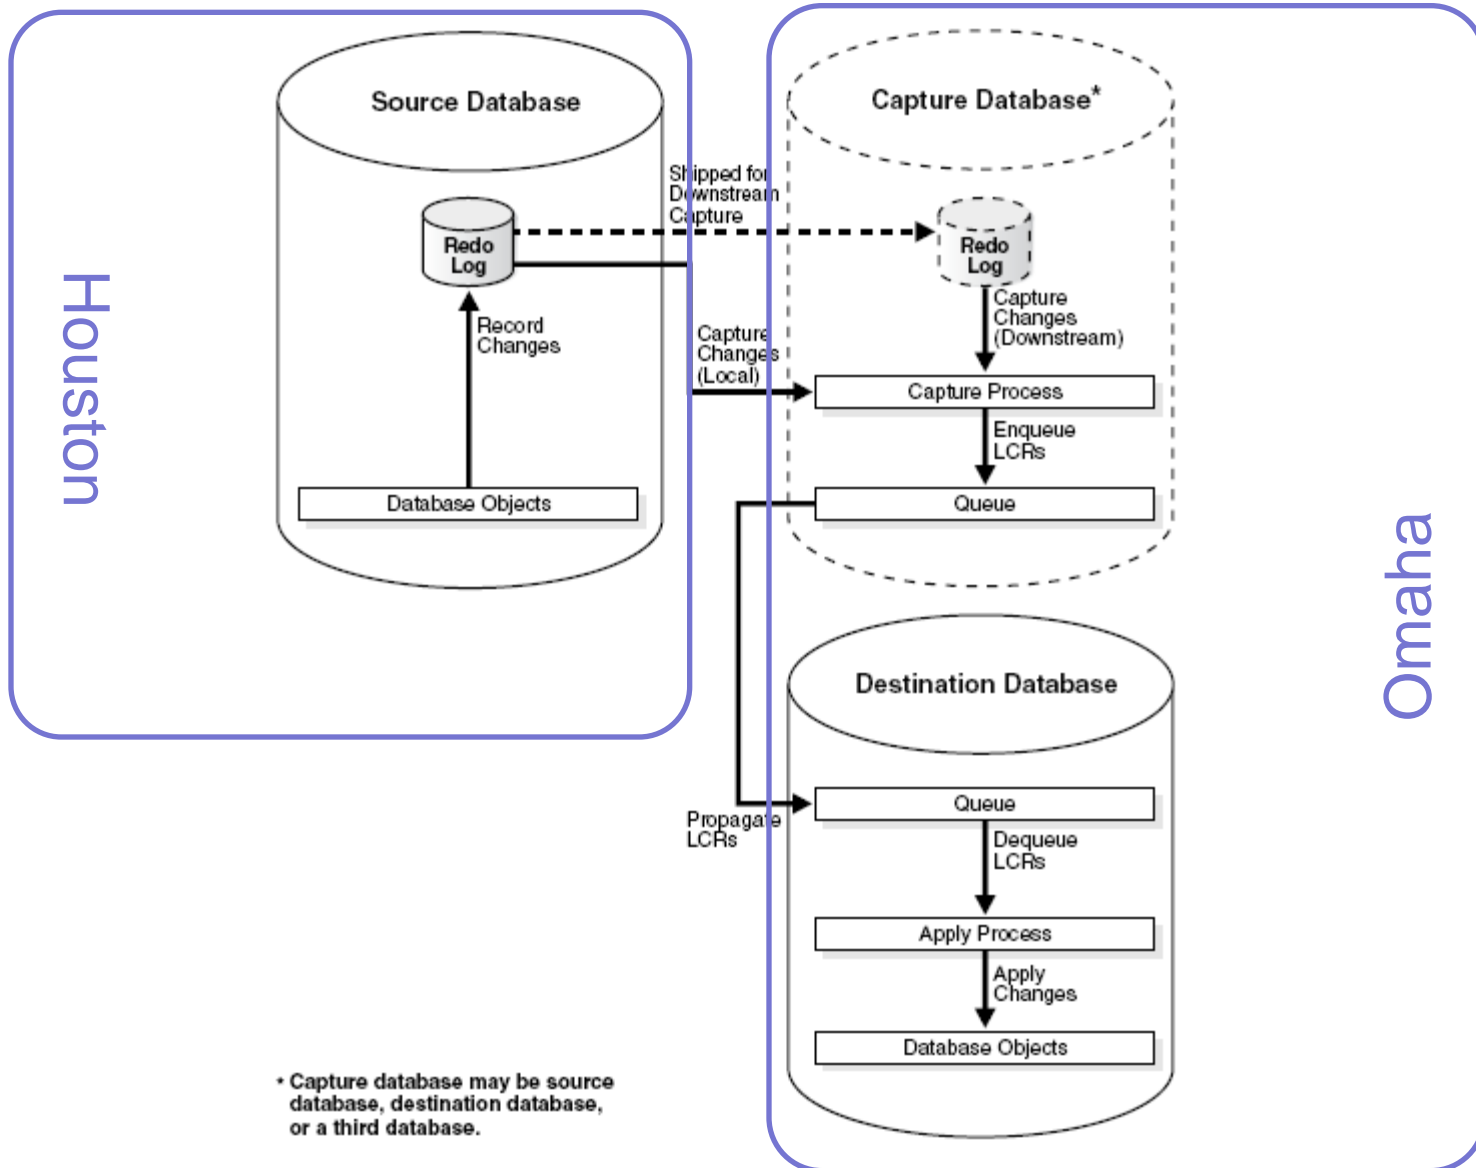 Houston
Source Database
Redo
Log
Record
Changes
Database Objects
Shipped for
Downstream
Capture
Capture
Changes
(Local)
Omaha
Capture Database*
Redo
Log
Capture
Changes
(Downstream)
Capture Process
Enqueue
LCRs
Queue
Propagate
LCRs
Destination Database
Queue
Dequeue
LCRs
Apply Process
Apply
Changes
Database Objects
* Capture database may be source
database, destination database,
or a third database.